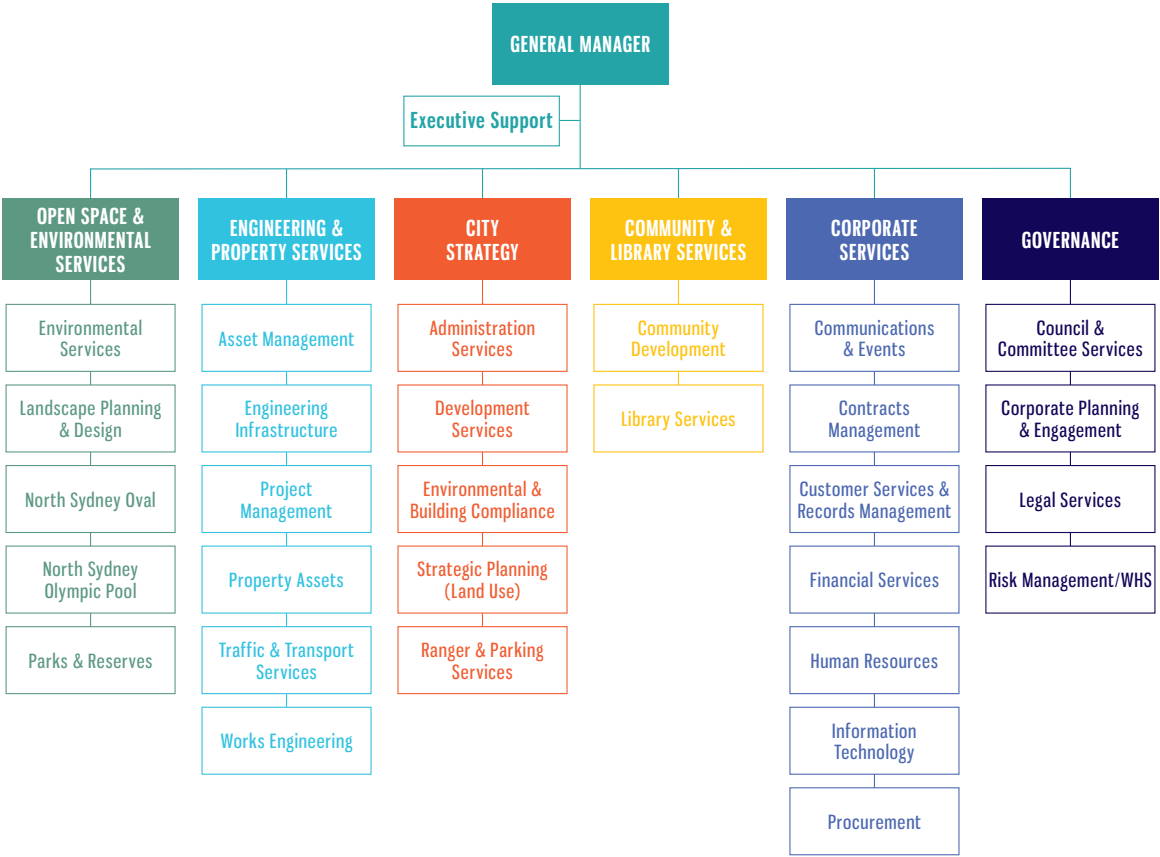 GENERAL MANAGER
Executive Support
OPEN SPACE &
ENVIRONMENTAL
SERVICES
Environmental
Services
Landscape Planning
& Design
North Sydney Oval
North Sydney
Olympic Pool
Parks & Reserves
ENGINEERING &
PROPERTY SERVICES
Asset Management
Engineering
Infrastructure
Project
Management
Property Assets
Traffic & Transport
Services
Works Engineering
CITY
STRATEGY
Administration
Services
Development
Services
Environmental &
Building Compliance
Strategic Planning
(Land Use)
Ranger & Parking
Services
COMMUNITY &
LIBRARY SERVICES
Community
Development
Library Services
CORPORATE
SERVICES
Communications
& Events
Contracts
Management
Customer Services &
Records Management
Financial Services
Human Resources
Information
Technology
Procurement
GOVERNANCE
Council &
Committee Services
Corporate Planning
& Engagement
Legal Services
Risk Management/WHS